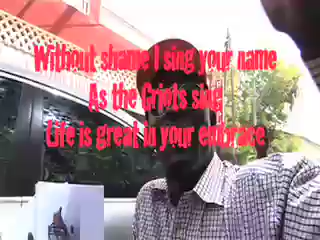 Without shame I sing your name
As the Griots sing
Life is great in your embrace